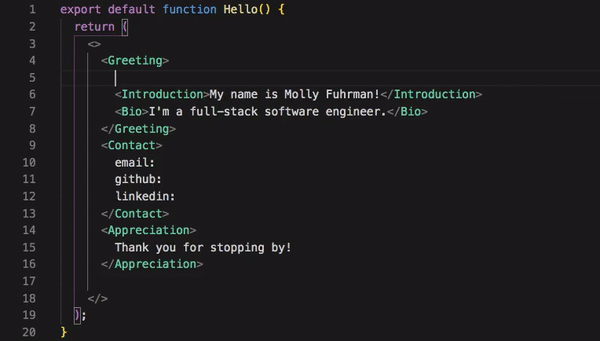 1 export default function Hello() {
2 return (
3 <>
4 <Greeting>
5
6 <Introduction>My name is Molly Fuhrman!</Introduction>
7 <Bio>I'm a full-stack software engineer.</Bio>
8 </Greeting>
9 <Contact>
10 email:
11 github:
12 linkedin:
13 </Contact>
14 <Appreciation>
15 Thank you for stopping by!
16 </Appreciation>
17
18 </>
19 );
20 }